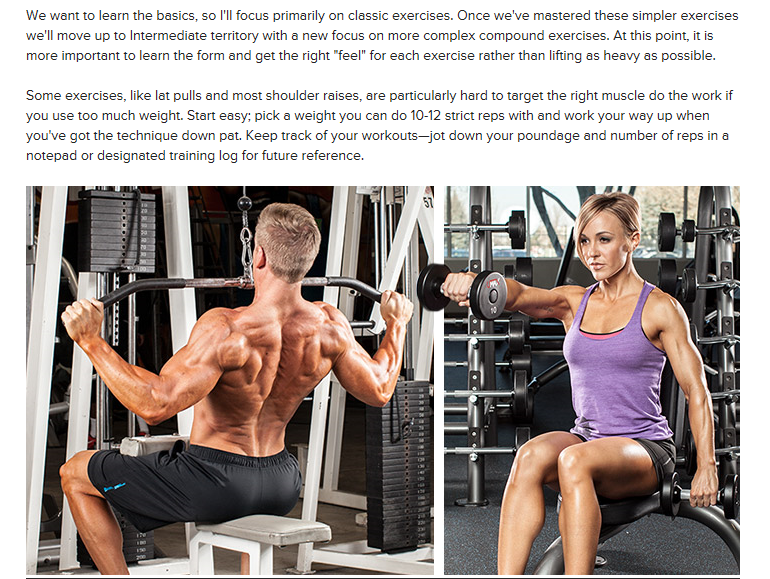 We want to learn the basics, so I'll focus primarily on classic exercises. Once we've mastered these simpler exercises
we'll move up to Intermediate territory with a new focus on more complex compound exercises. At this point, it is
more important to learn the form and get the right "feel" for each exercise rather than lifting as heavy as possible.
Some exercises, like lat pulls and most shoulder raises, are particularly hard to target the right muscle do the work if
you use too much weight. Start easy; pick a weight you can do 10-12 strict reps with and work your way up when
you've got the technique down pat. Keep track of your workouts—jot down your poundage and number of reps in a
notepad or designated training log for future reference.
51
10